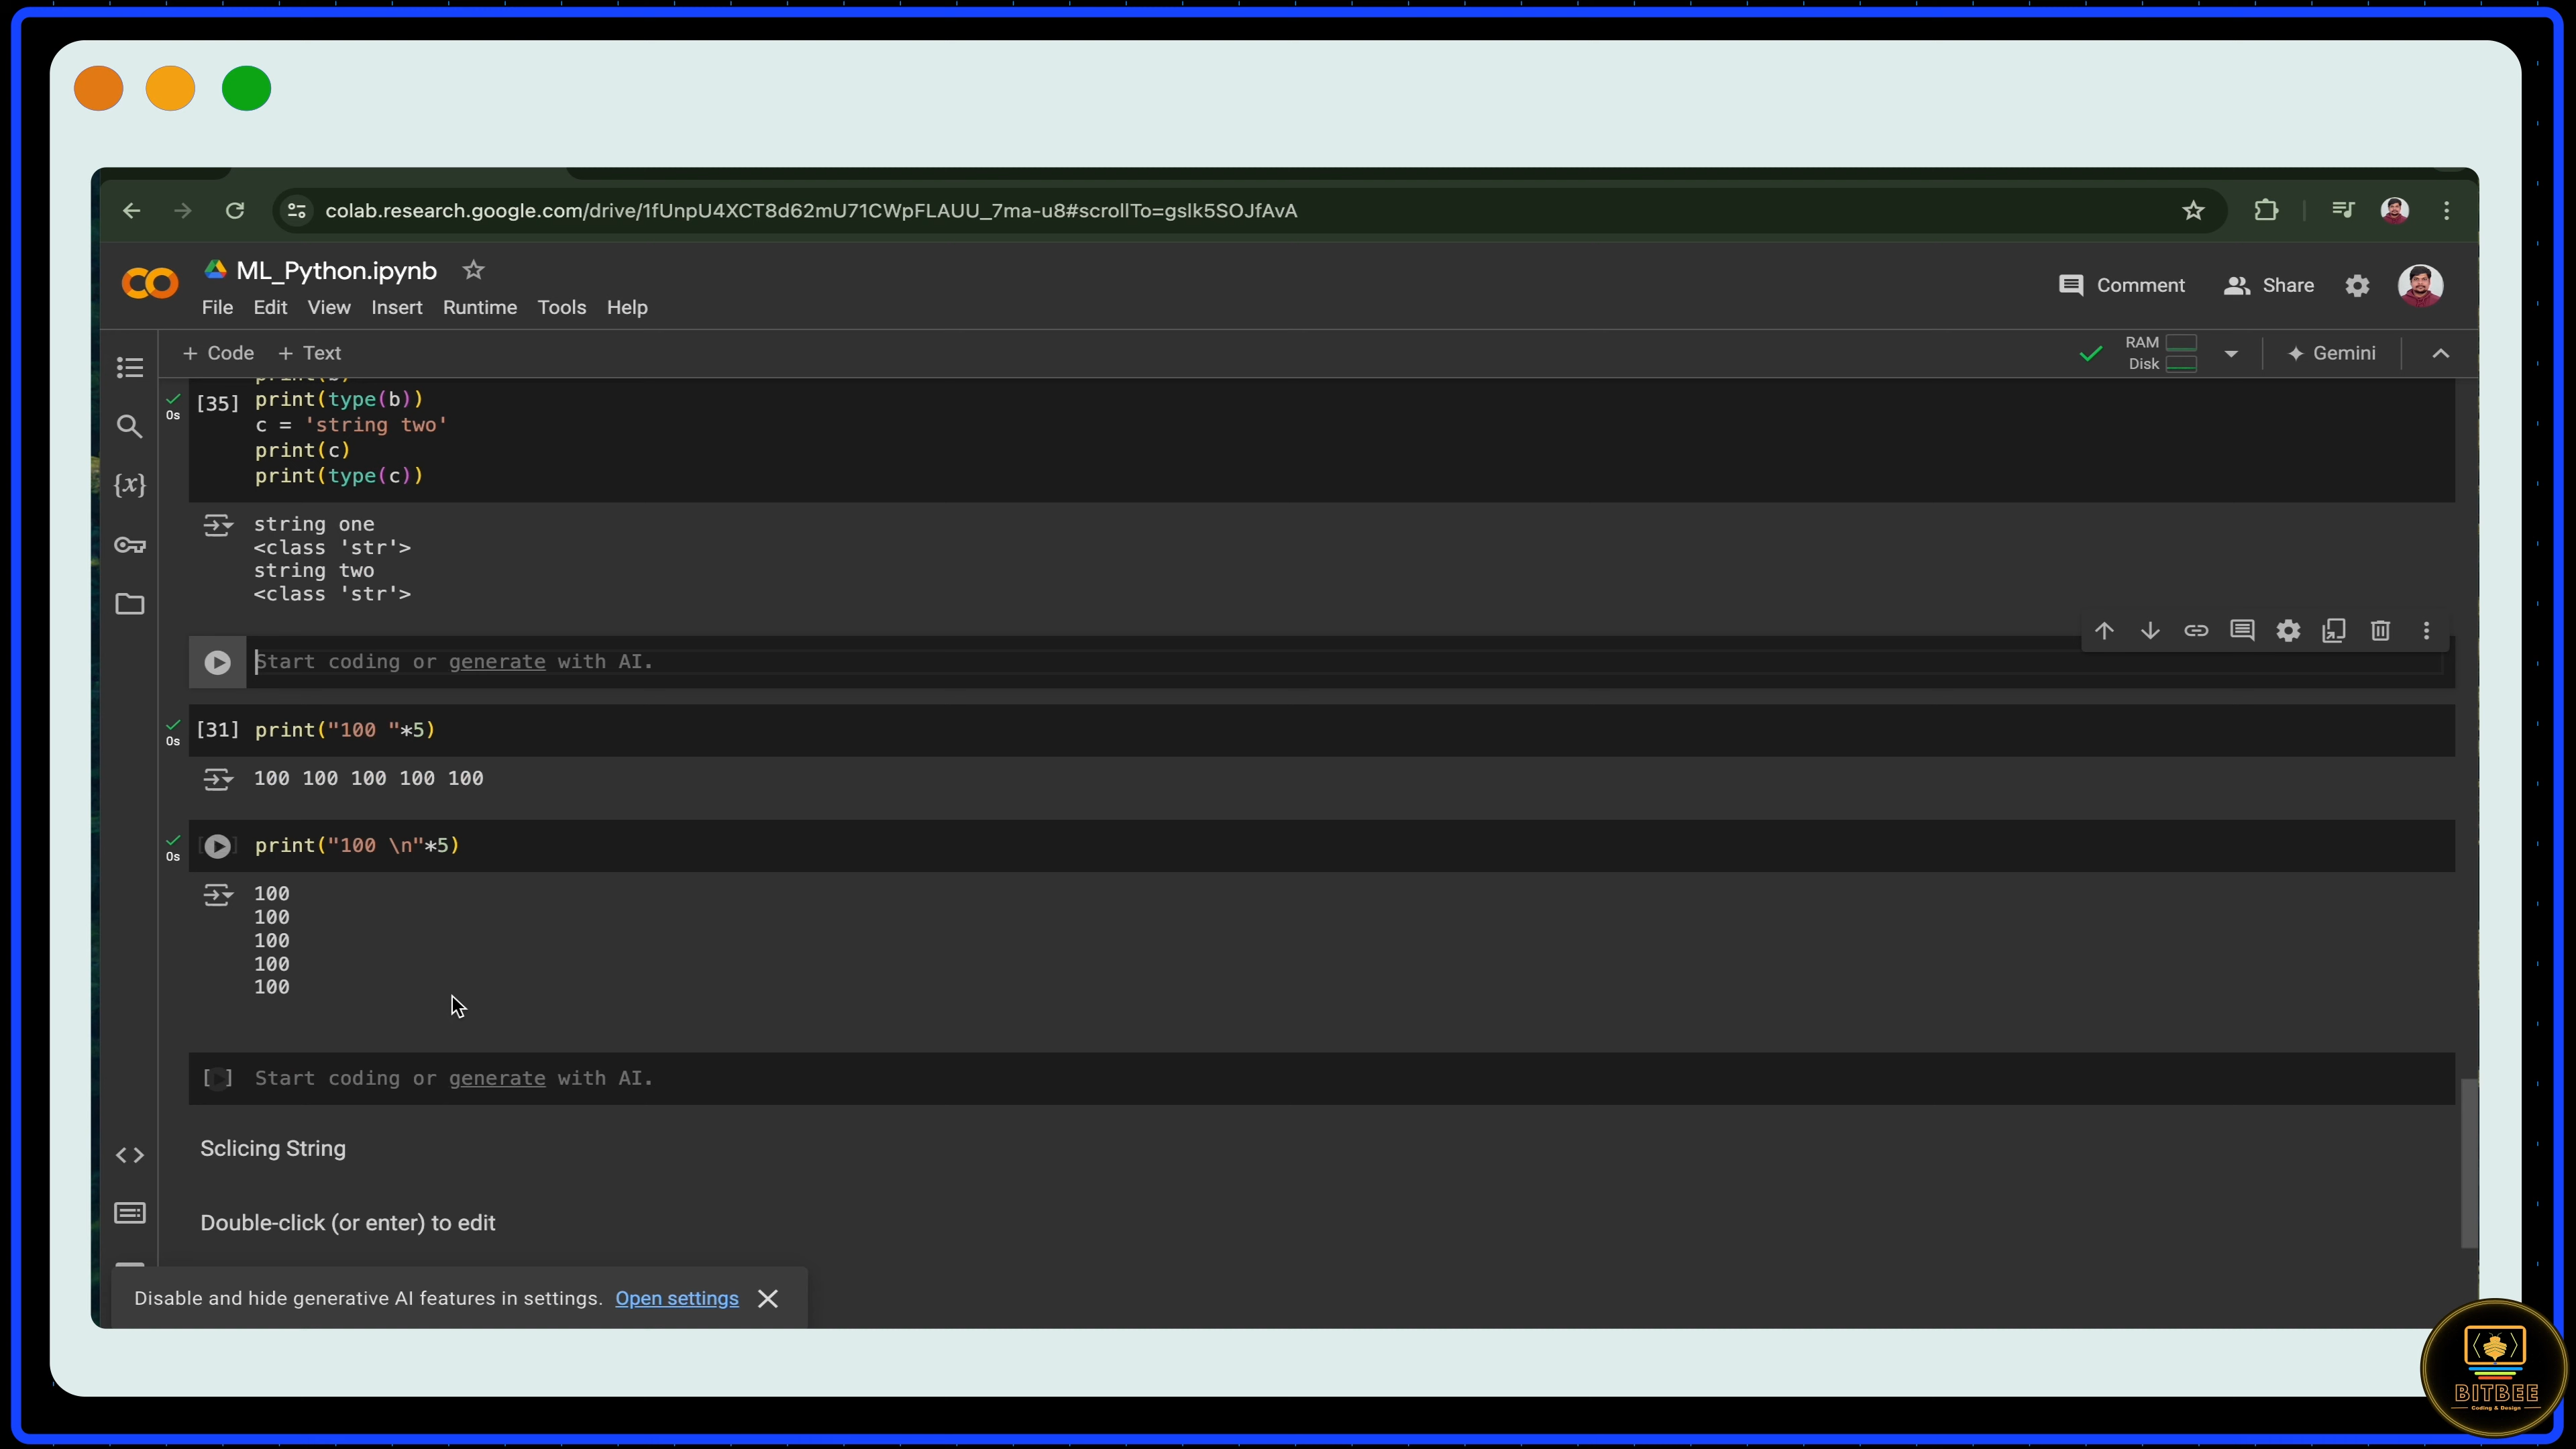 colab.research.google.com/drive/1fUnpU4XCT8d62mU71CWpFLAUU_7ma-u8#scrollTo=gslk5SOJfAvA
ML_Python.ipynb
File Edit View Insert Runtime Tools Help
Comment Share
+ Code + Text
RAM
Disk
Gemini
print(b)
[35] print(type(b))
0s
c = 'string two'
print(c)
print(type(c))
string one
<class 'str'>
string two
<class 'str'>
Start coding or generate with AI.
[31] print("100 "*5)
0s
100 100 100 100 100
print("100 \n"*5)
0s
100
100
100
100
100
[ ] Start coding or generate with AI.
Sclicing String
Double-click (or enter) to edit
Disable and hide generative AI features in settings. Open settings
BITBEE
Coding & Design